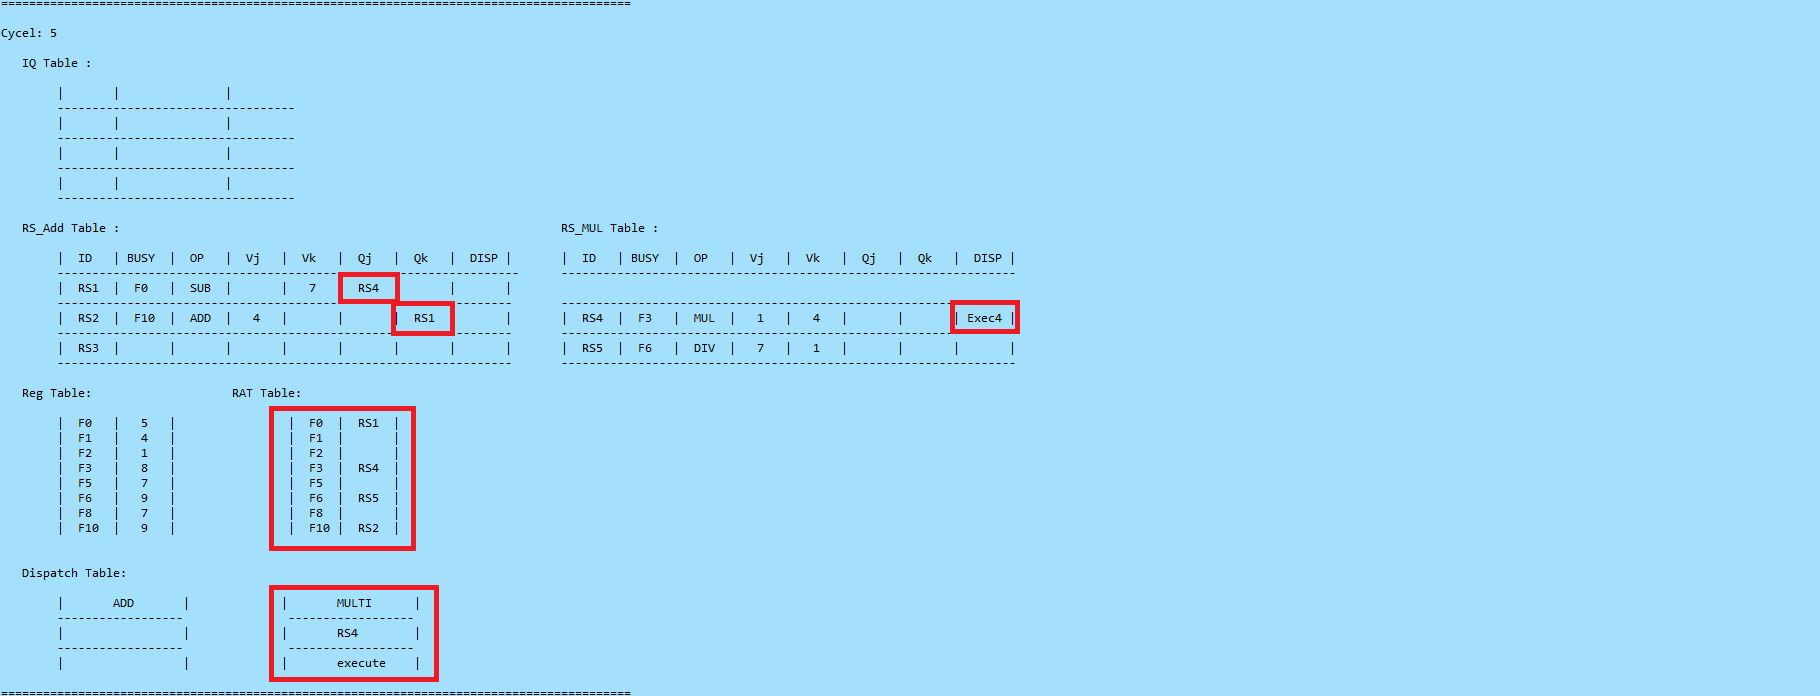 ==========================================================================================
Cycel: 5
IQ Table :
|       |               |
----------------------------------
|       |               |
----------------------------------
|       |               |
----------------------------------
|       |               |
----------------------------------
RS_Add Table :                                                               RS_MUL Table :
|  ID   | BUSY  |  OP   |  Vj   |  Vk   |  Qj   |  Qk   |  DISP |       |  ID   | BUSY  |  OP   |  Vj   |  Vk   |  Qj   |  Qk   |  DISP |
------------------------------------------------------------------       -----------------------------------------------------------------
|  RS1  |  F0   |  SUB  |       |   7   |  RS4  |       |       |
-----------------------------------------------------------------       -----------------------------------------------------------------
|  RS2  |  F10  |  ADD  |   4   |       |       |  RS1  |       |       |  RS4  |  F3   |  MUL  |   1   |   4   |       |       | Exec4 |
-----------------------------------------------------------------       -----------------------------------------------------------------
|  RS3  |       |       |       |       |       |       |       |       |  RS5  |  F6   |  DIV  |   7   |   1   |       |       |       |
-----------------------------------------------------------------       -----------------------------------------------------------------
Reg Table:                    RAT Table:
|  F0   |   5   |                |  F0  |  RS1  |
|  F1   |   4   |                |  F1  |       |
|  F2   |   1   |                |  F2  |       |
|  F3   |   8   |                |  F3  |  RS4  |
|  F5   |   7   |                |  F5  |       |
|  F6   |   9   |                |  F6  |  RS5  |
|  F8   |   7   |                |  F8  |       |
|  F10  |   9   |                |  F10 |  RS2  |
Dispatch Table:
|       ADD       |             |       MULTI      |
------------------              ------------------
|                 |             |       RS4        |
------------------              ------------------
|                 |             |       execute    |
==========================================================================================